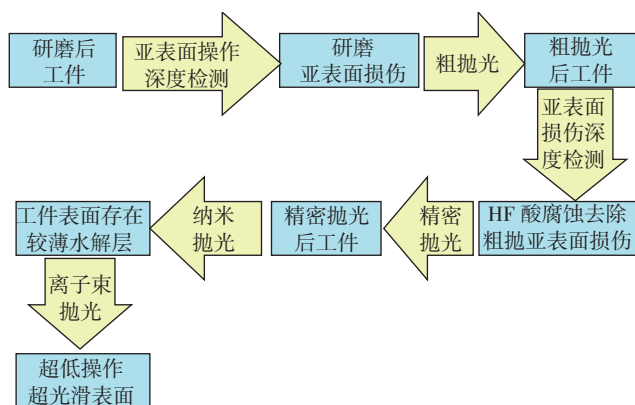 研磨后
工件
亚表面操作
深度检测
研磨
亚表面损伤
粗抛光
粗抛光
后工件
亚表面
损伤深
度检测
HF 酸腐蚀去除
粗抛亚表面损伤
精密
抛光
精密抛光
后工件
纳米
抛光
工件表面存在
较薄水解层
离子束
抛光
超低操作
超光滑表面